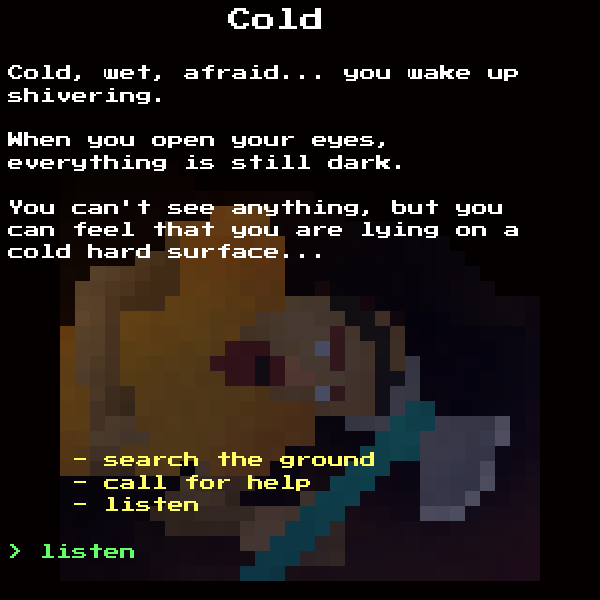 Cold
Cold, wet, afraid... you wake up
shivering.
When you open your eyes,
everything is still dark.
You can't see anything, but you
can feel that you are lying on a
cold hard surface...
- search the ground
- call for help
- listen
> listen